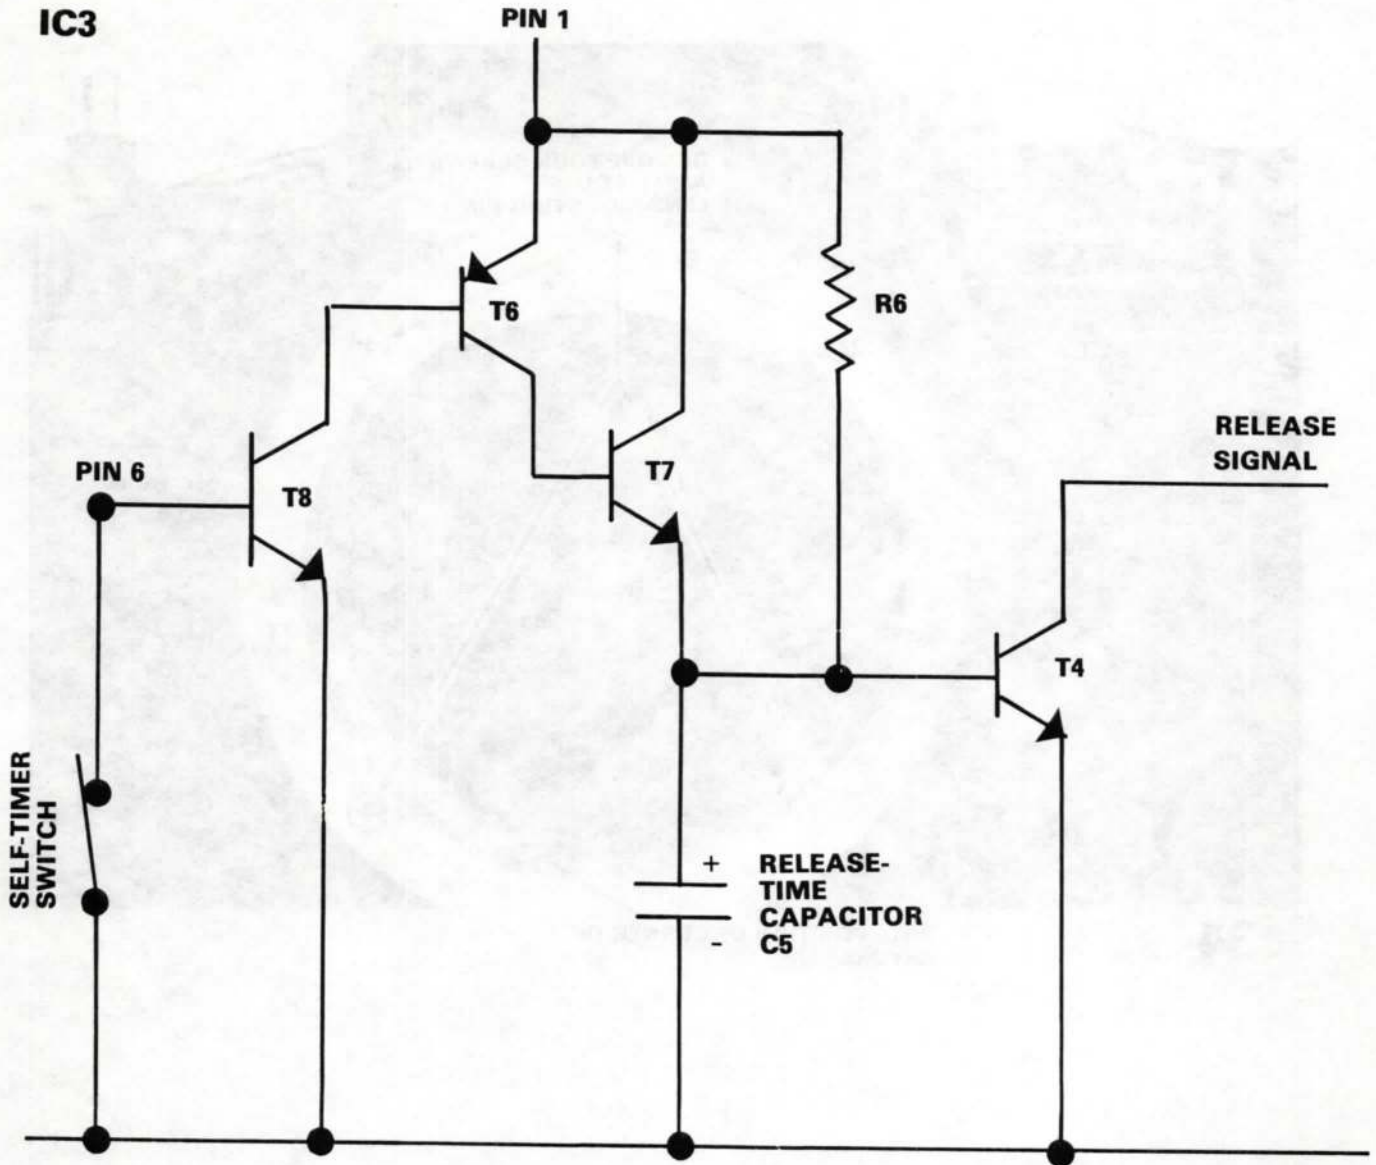 IC3
PIN 1
T6
R6
RELEASE
SIGNAL
PIN 6
T8
T7
T4
SELF-TIMER
SWITCH
+
RELEASE-
TIME
CAPACITOR
C5
-